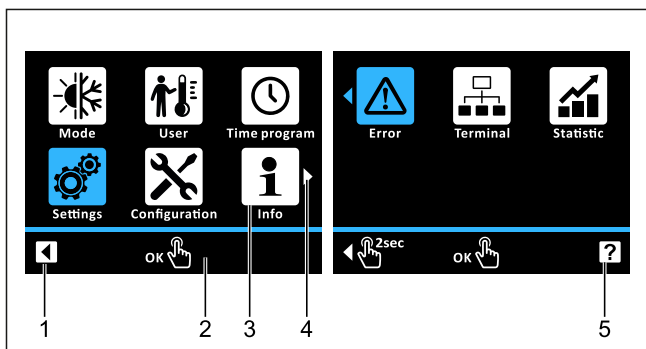 Mode User Time program
Settings Configuration Info
OK
Error Terminal Statistic
2sec
OK ?
1 2 3 4 5